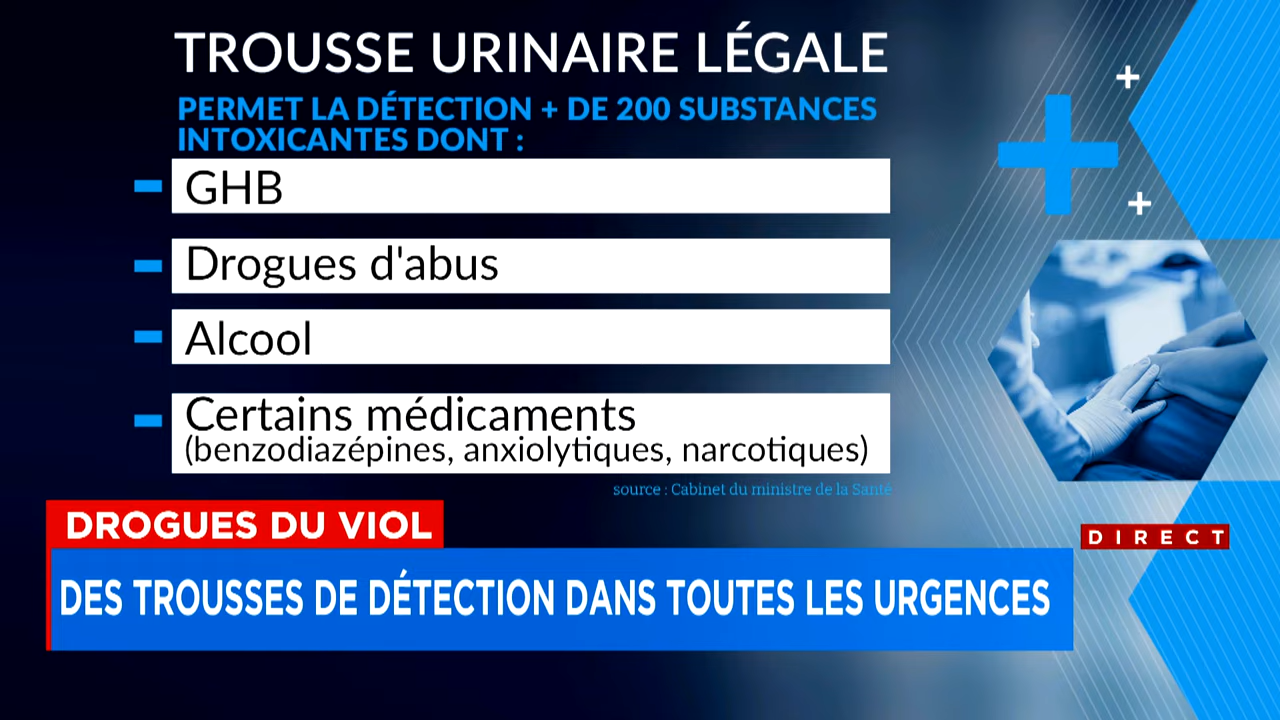 TROUSSE URINAIRE LÉGALE
PERMET LA DÉTECTION + DE 200 SUBSTANCES
INTOXICANTES DONT :
GHB
Drogues d'abus
Alcool
Certains médicaments
(benzodiazépines, anxiolytiques, narcotiques)
source : Cabinet du ministre de la Santé
DROGUES DU VIOL
DIRECT
DES TROUSSES DE DÉTECTION DANS TOUTES LES URGENCES